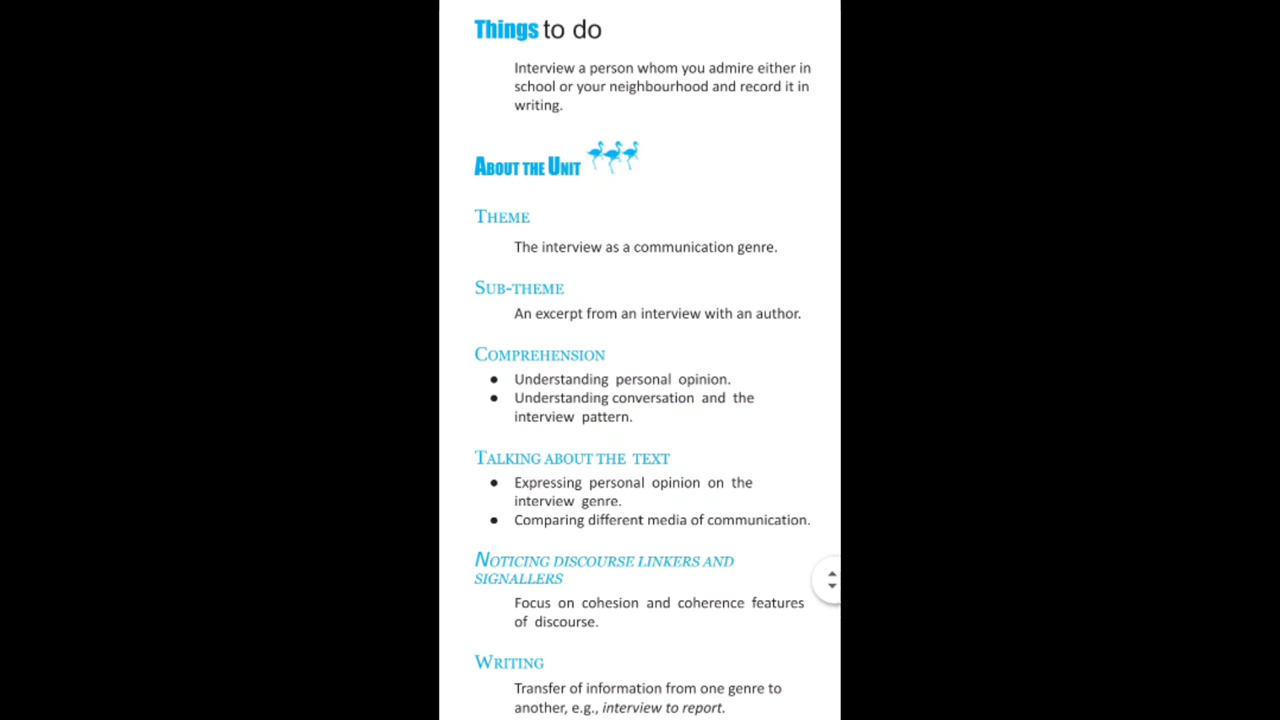 Things to do
Interview a person whom you admire either in
school or your neighbourhood and record it in
writing.
ABOUT THE UNIT
THEME
The interview as a communication genre.
SUB-THEME
An excerpt from an interview with an author.
COMPREHENSION
● Understanding personal opinion.
● Understanding conversation and the
interview pattern.
TALKING ABOUT THE TEXT
● Expressing personal opinion on the
interview genre.
● Comparing different media of communication.
NOTICING DISCOURSE LINKERS AND
SIGNALLERS
Focus on cohesion and coherence features
of discourse.
WRITING
Transfer of information from one genre to
another, e.g., interview to report.